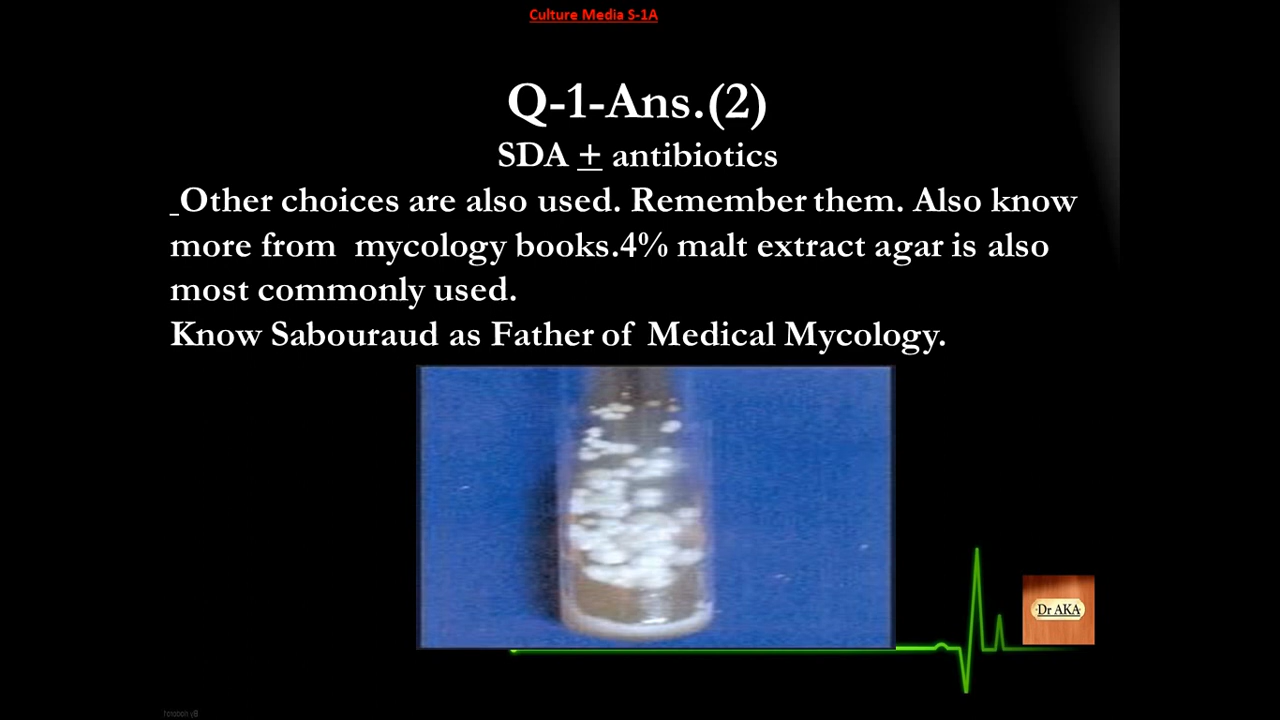 Culture Media S-1A
Q-1-Ans.(2)
SDA + antibiotics
Other choices are also used. Remember them. Also know
more from mycology books.4% malt extract agar is also
most commonly used.
Know Sabouraud as Father of Medical Mycology.
Dr AKA